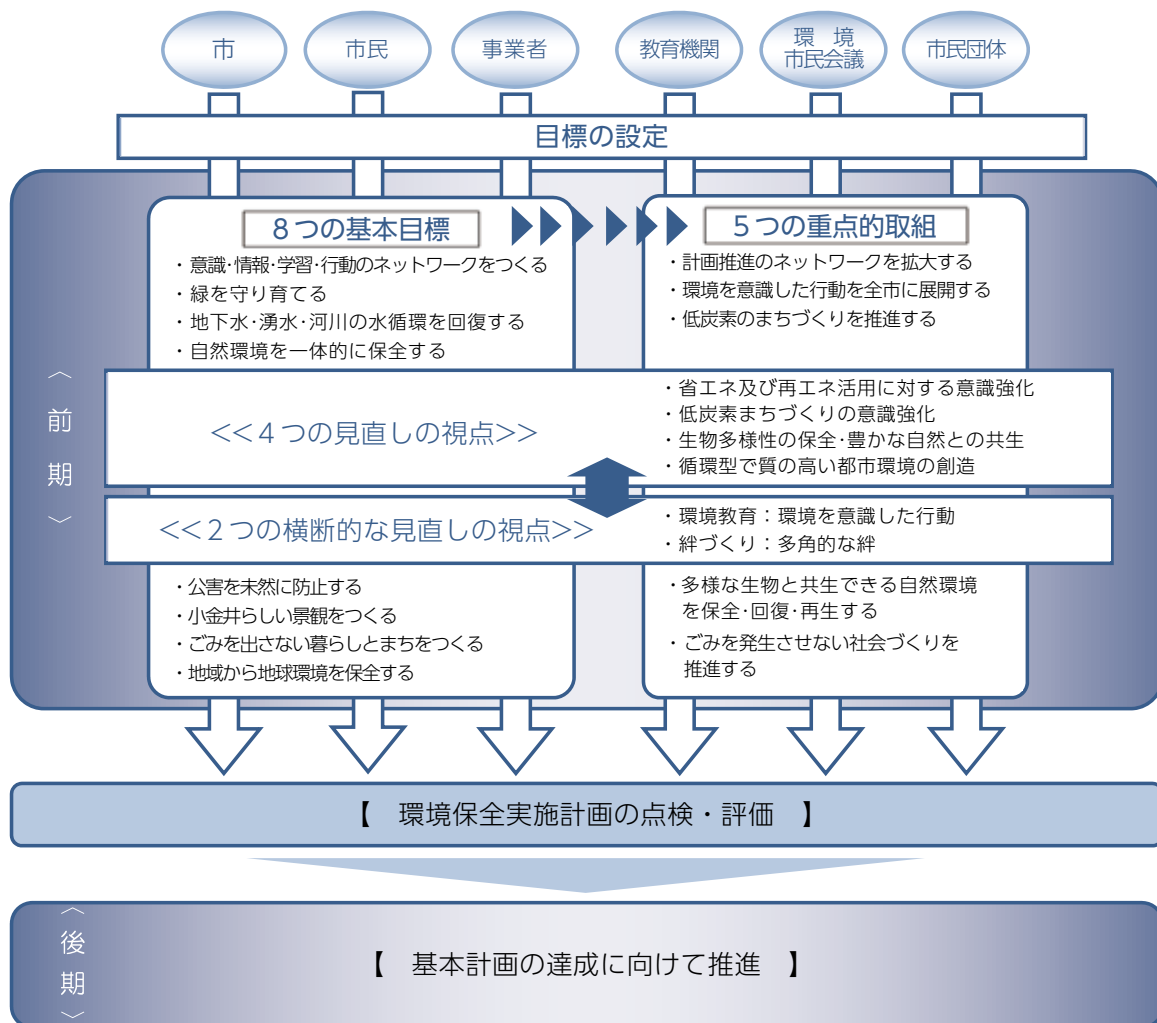 市
市民
事業者
教育機関
環 境
市民会議
市民団体
目標の設定
〈前期〉
8つの基本目標
・意識・情報・学習・行動のネットワークをつくる
・緑を守り育てる
・地下水・湧水・河川の水循環を回復する
・自然環境を一体的に保全する
5つの重点的取組
・計画推進のネットワークを拡大する
・環境を意識した行動を全市に展開する
・低炭素のまちづくりを推進する
<<4つの見直しの視点>>
・省エネ及び再エネ活用に対する意識強化
・低炭素まちづくりの意識強化
・生物多様性の保全・豊かな自然との共生
・循環型で質の高い都市環境の創造
<<2つの横断的な見直しの視点>>
・環境教育：環境を意識した行動
・絆づくり：多角的な絆
・公害を未然に防止する
・小金井らしい景観をつくる
・ごみを出さない暮らしとまちをつくる
・地域から地球環境を保全する
・多様な生物と共生できる自然環境
を保全・回復・再生する
・ごみを発生させない社会づくりを
推進する
【 環境保全実施計画の点検・評価 】
〈後期〉
【 基本計画の達成に向けて推進 】